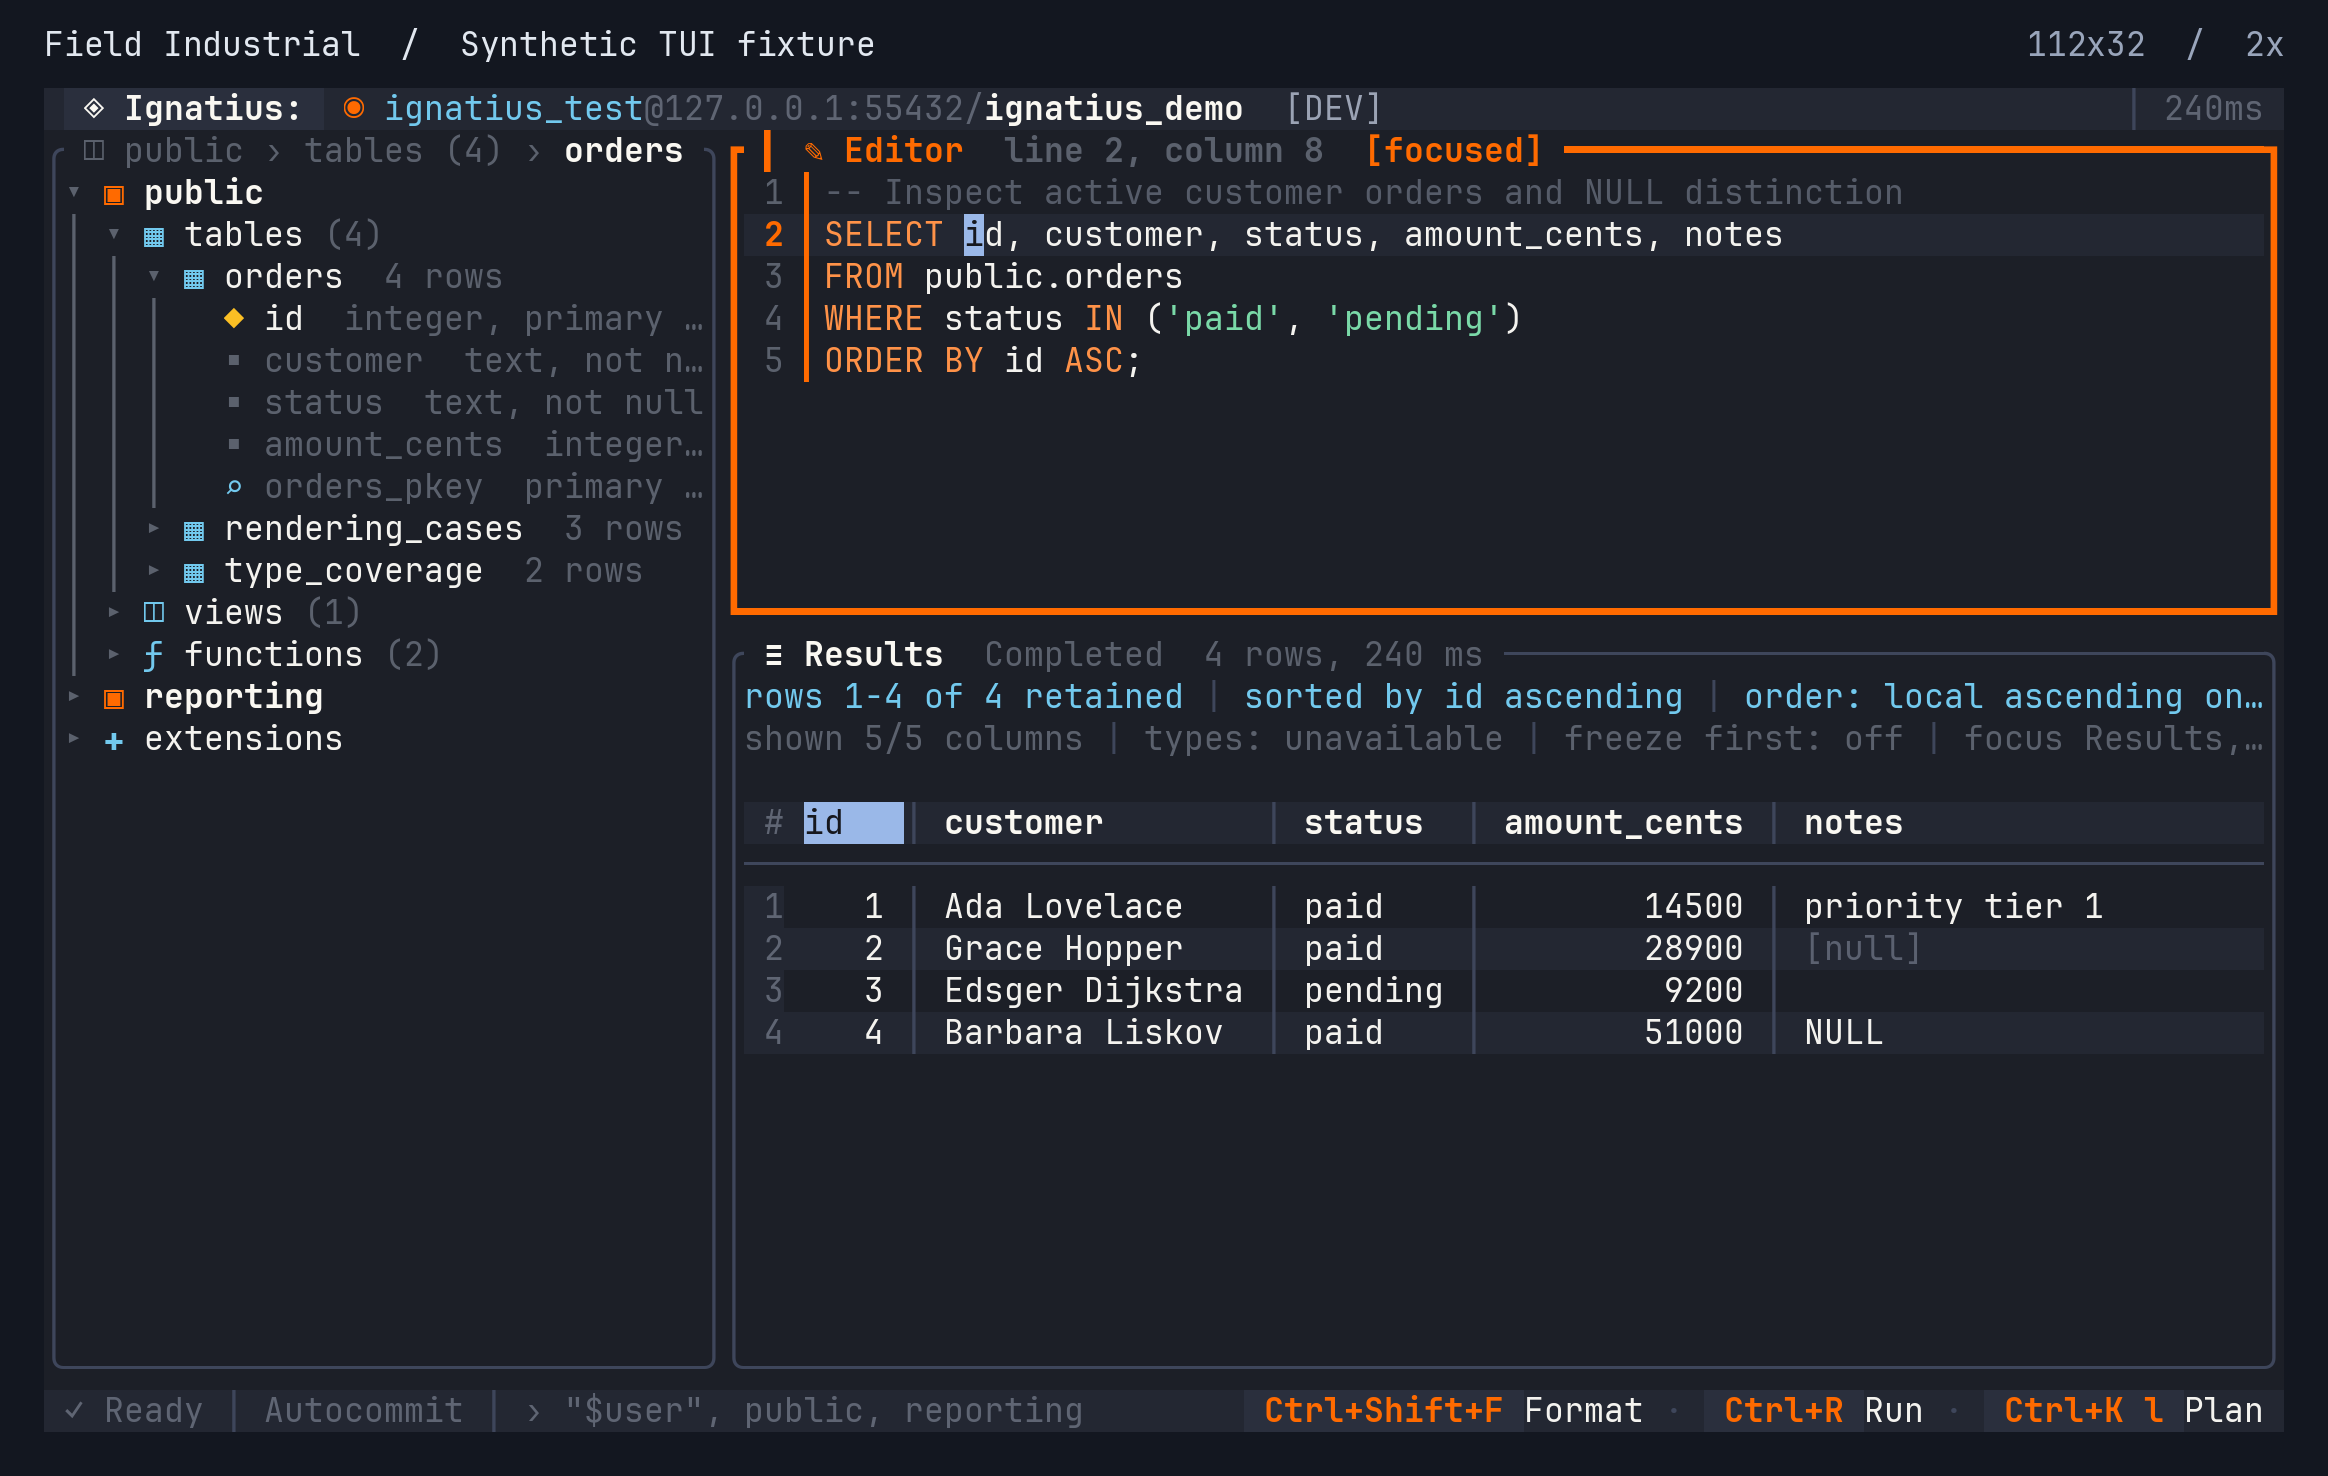 Field Industrial / Synthetic TUI fixture
112x32 / 2x
◈ Ignatius: ◉ ignatius_test@127.0.0.1:55432/ignatius_demo [DEV] │ 240ms
◫ public › tables (4) › orders
▾ ▣ public
▾ ▦ tables (4)
▾ ▦ orders 4 rows
◆ id integer, primary …
▪ customer text, not n…
▪ status text, not null
▪ amount_cents integer…
⌕ orders_pkey primary …
▸ ▦ rendering_cases 3 rows
▸ ▦ type_coverage 2 rows
▸ ◫ views (1)
▸ ƒ functions (2)
▸ ▣ reporting
▸ ✚ extensions
✎ Editor line 2, column 8 [focused]
1 -- Inspect active customer orders and NULL distinction
2 SELECT id, customer, status, amount_cents, notes
3 FROM public.orders
4 WHERE status IN ('paid', 'pending')
5 ORDER BY id ASC;
≡ Results Completed 4 rows, 240 ms
rows 1-4 of 4 retained │ sorted by id ascending │ order: local ascending on…
shown 5/5 columns │ types: unavailable │ freeze first: off │ focus Results,…
# id │ customer │ status │ amount_cents │ notes
1 1 │ Ada Lovelace │ paid │ 14500 │ priority tier 1
2 2 │ Grace Hopper │ paid │ 28900 │ [null]
3 3 │ Edsger Dijkstra │ pending │ 9200 │
4 4 │ Barbara Liskov │ paid │ 51000 │ NULL
✓ Ready │ Autocommit │ › "$user", public, reporting Ctrl+Shift+F Format · Ctrl+R Run · Ctrl+K l Plan